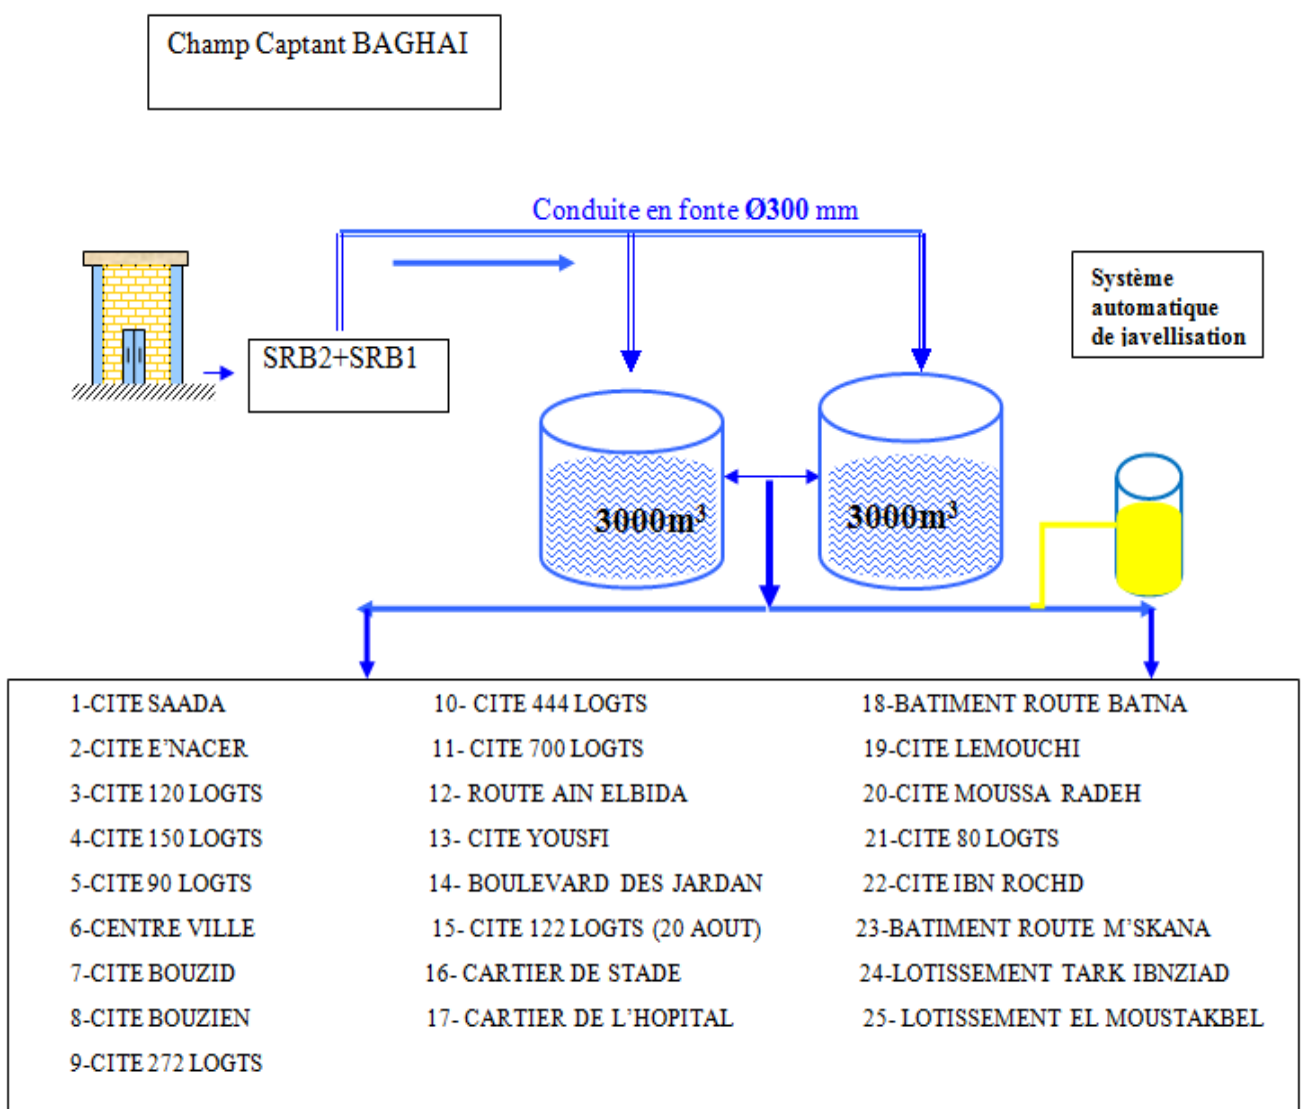 Champ Captant BAGHAI
Conduite en fonte Ø300 mm
Système
automatique
de javellisation
SRB2+SRB1
3000m³
3000m³
1-CITE SAADA
2-CITE E’NACER
3-CITE 120 LOGTS
4-CITE 150 LOGTS
5-CITE 90 LOGTS
6-CENTRE VILLE
7-CITE BOUZID
8-CITE BOUZIEN
9-CITE 272 LOGTS
10- CITE 444 LOGTS
11- CITE 700 LOGTS
12- ROUTE AIN ELBIDA
13- CITE YOUSFI
14- BOULEVARD DES JARDAN
15- CITE 122 LOGTS (20 AOUT)
16- CARTIER DE STADE
17- CARTIER DE L’HOPITAL
18-BATIMENT ROUTE BATNA
19-CITE LEMOUCHI
20-CITE MOUSSA RADEH
21-CITE 80 LOGTS
22-CITE IBN ROCHD
23-BATIMENT ROUTE M’SKANA
24-LOTISSEMENT TARK IBNZIAD
25- LOTISSEMENT EL MOUSTAKBEL